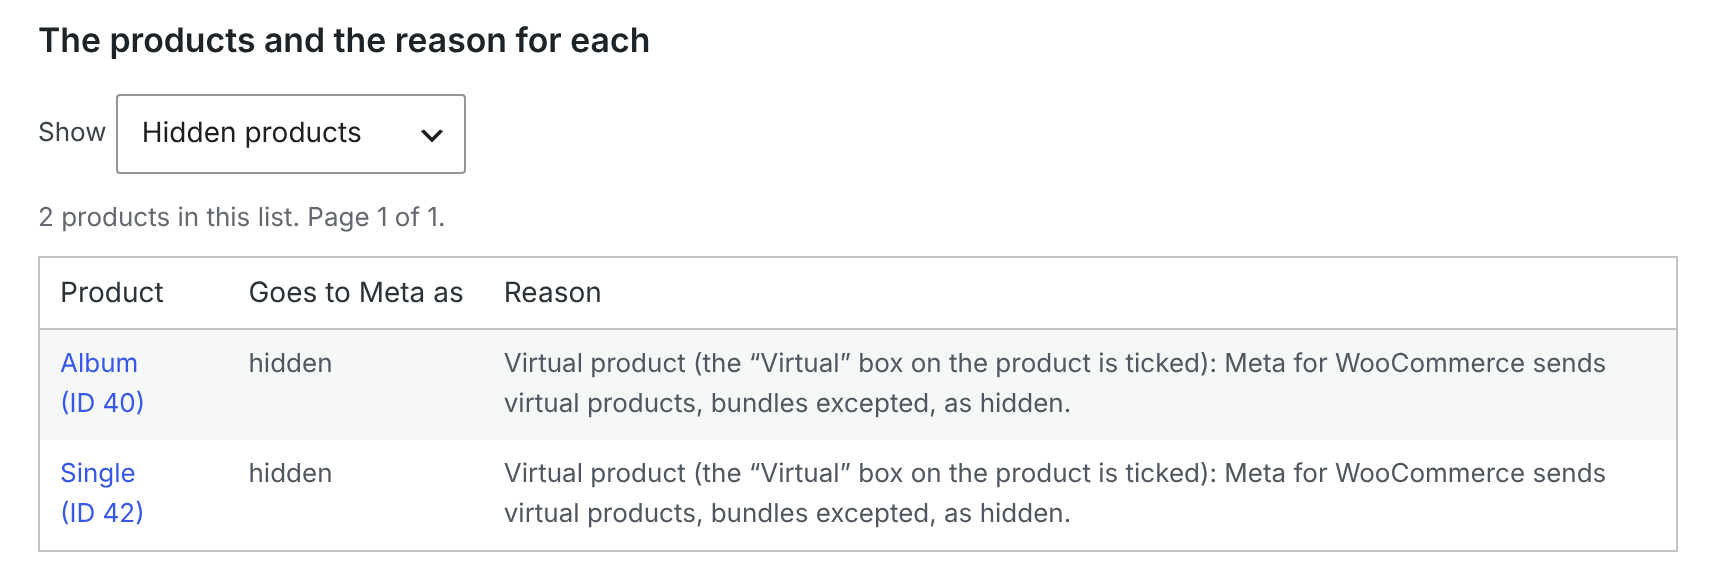 The products and the reason for each
Show Hidden products
2 products in this list. Page 1 of 1.
Product Goes to Meta as Reason
Album (ID 40) hidden Virtual product (the “Virtual” box on the product is ticked): Meta for WooCommerce sends virtual products, bundles excepted, as hidden.
Single (ID 42) hidden Virtual product (the “Virtual” box on the product is ticked): Meta for WooCommerce sends virtual products, bundles excepted, as hidden.